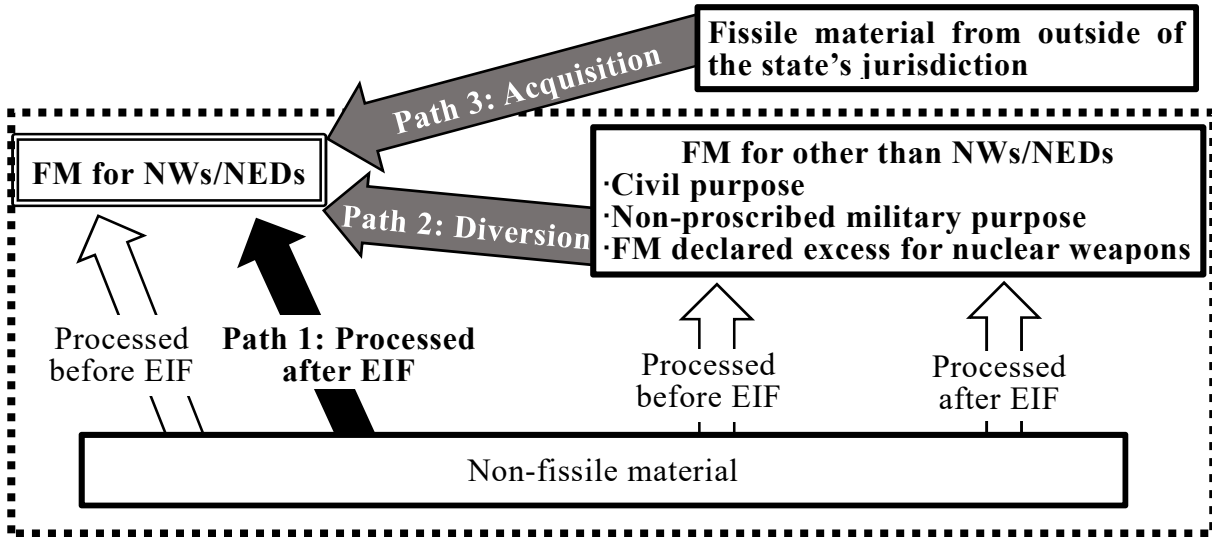 Fissile material from outside of
the state's jurisdiction
Path 3: Acquisition
FM for NWs/NEDs
FM for other than NWs/NEDs
·Civil purpose
·Non-proscribed military purpose
·FM declared excess for nuclear weapons
Path 2: Diversion
Processed
before EIF
Path 1: Processed
after EIF
Processed
before EIF
Processed
after EIF
Non-fissile material